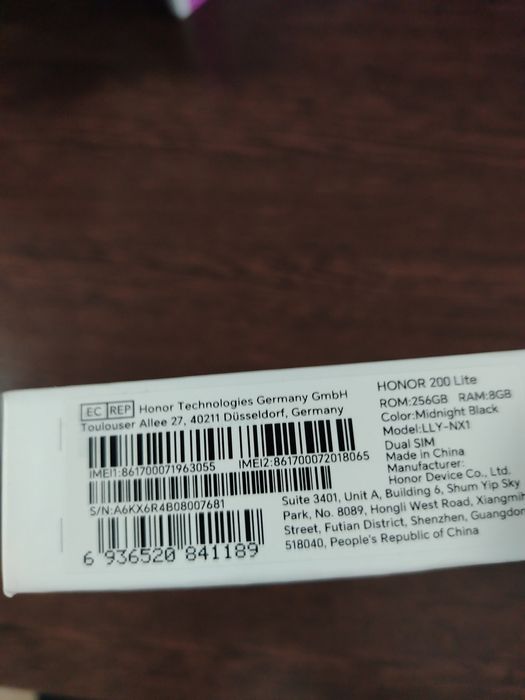 EC REP Honor Technologies Germany GmbH
Toulouser Allee 27, 40211 Düsseldorf, Germany
IMEI1:861700071963055 IMEI2:861700072018065
S/N:A6KX6R4B08007681
6 936520 841189
HONOR 200 Lite
ROM:256GB RAM:8GB
Color:Midnight Black
Model:LLY-NX1
Dual SIM
Made in China
Manufacturer:
Honor Device Co., Ltd.
Suite 3401, Unit A, Building 6, Shum Yip Sky
Park, No. 8089, Hongli West Road, Xiangmi
Street, Futian District, Shenzhen, Guangdon
518040, People's Republic of China